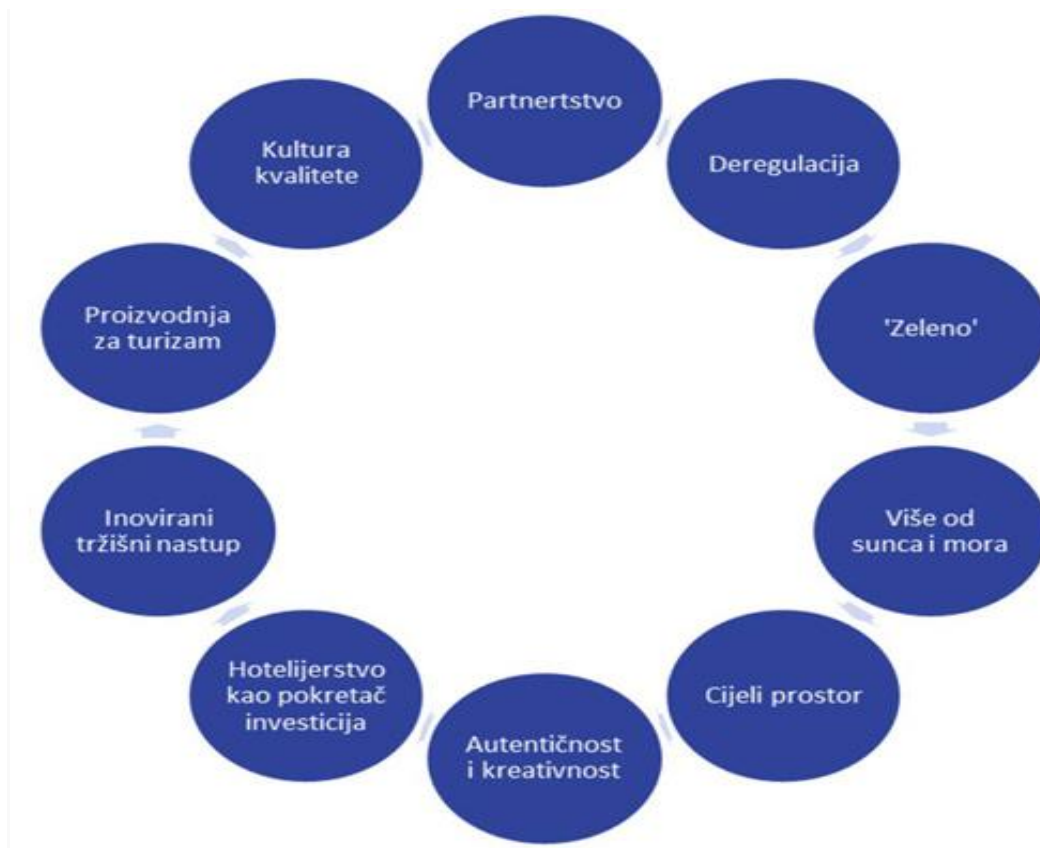 Partnertstvo
Deregulacija
'Zeleno'
Više od
sunca i mora
Cijeli prostor
Autentičnost
i kreativnost
Hotelijerstvo
kao pokretač
investicija
Inovirani
tržišni nastup
Proizvodnja
za turizam
Kultura
kvalitete